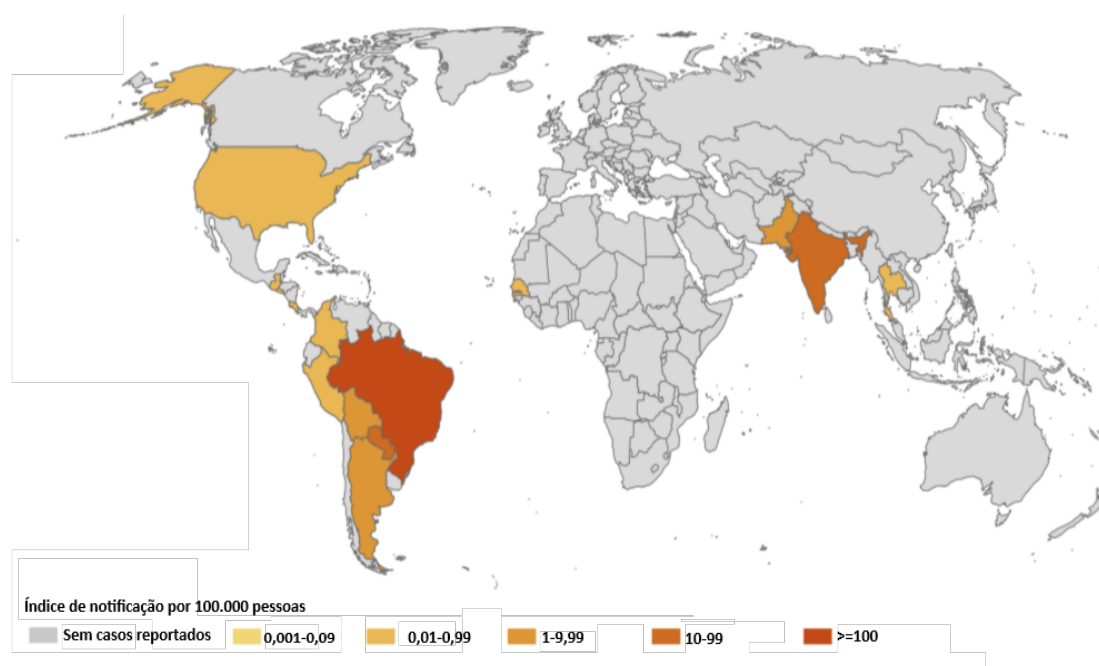 Índice de notificação por 100.000 pessoas
Sem casos reportados 0,001-0,09 0,01-0,99 1-9,99 10-99 >=100